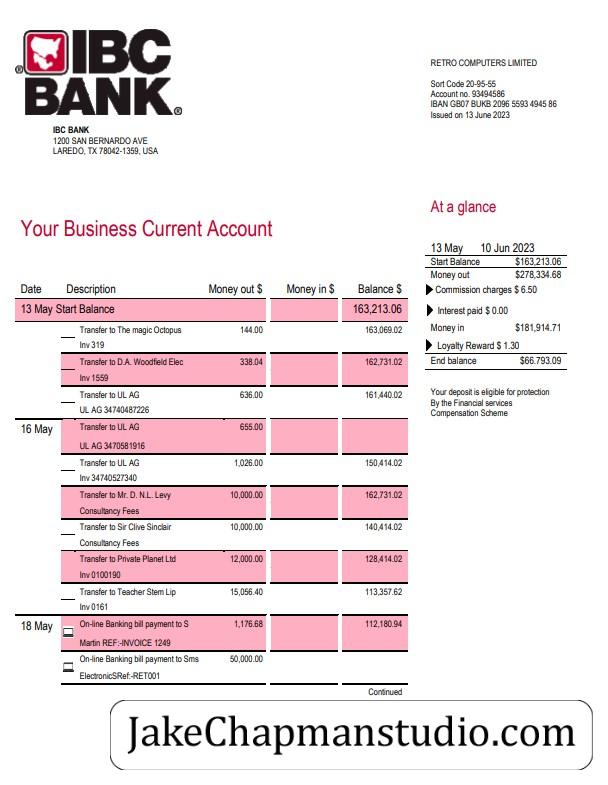 IBC
BANK®
®
IBC BANK
1200 SAN BERNARDO AVE
LAREDO, TX 78042-1359, USA
RETRO COMPUTERS LIMITED
Sort Code 20-95-55
Account no. 93494586
IBAN GB07 BUKB 2096 5593 4945 86
Issued on 13 June 2023
At a glance
13 May 10 Jun 2023
Start Balance $163,213.06
Money out $278,334.68
Commission charges $ 6.50
Interest paid $ 0.00
Money in $181,914.71
Loyalty Reward $ 1.30
End balance $66.793.09
Your deposit is eligible for protection
By the Financial services
Compensation Scheme
Your Business Current Account
Date Description Money out $ Money in $ Balance $
13 May Start Balance 163,213.06
Transfer to The magic Octopus 144.00 163,069.02
Inv 319
Transfer to D.A. Woodfield Elec 338.04 162,731.02
Inv 1559
Transfer to UL AG 636.00 161,440.02
UL AG 34740487226
16 May Transfer to UL AG 655.00
UL AG 3470581916
Transfer to UL AG 1,026.00 150,414.02
Inv 34740527340
Transfer to Mr. D. N.L. Levy 10,000.00 162,731.02
Consultancy Fees
Transfer to Sir Clive Sinclair 10,000.00 140,414.02
Consultancy Fees
Transfer to Private Planet Ltd 12,000.00 128,414.02
Inv 0100190
Transfer to Teacher Stem Lip 15,056.40 113,357.62
Inv 0161
18 May On-line Banking bill payment to S 1,176.68 112,180.94
Martin REF:-INVOICE 1249
On-line Banking bill payment to Sms 50,000.00
ElectronicSRef:-RET001
Continued
JakeChapmanstudio.com